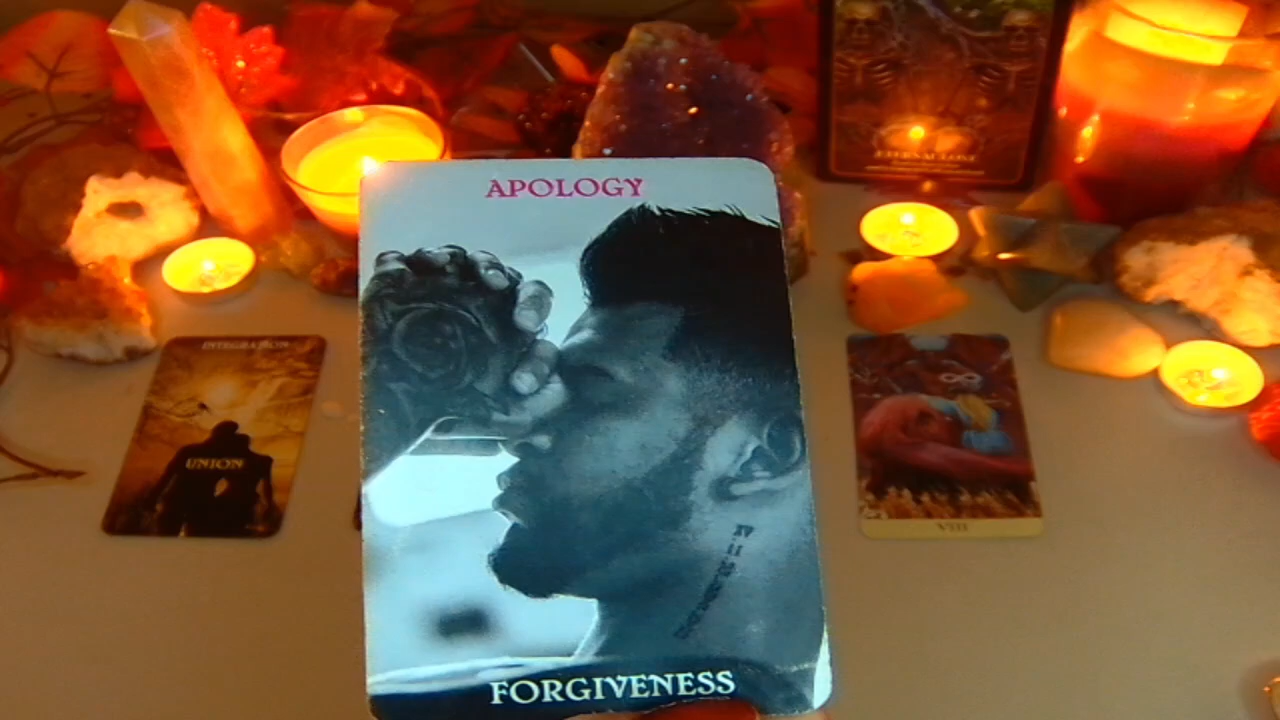 ETERNAL LOVE
APOLOGY
INTEGRATION
UNION
VIII
FORGIVENESS